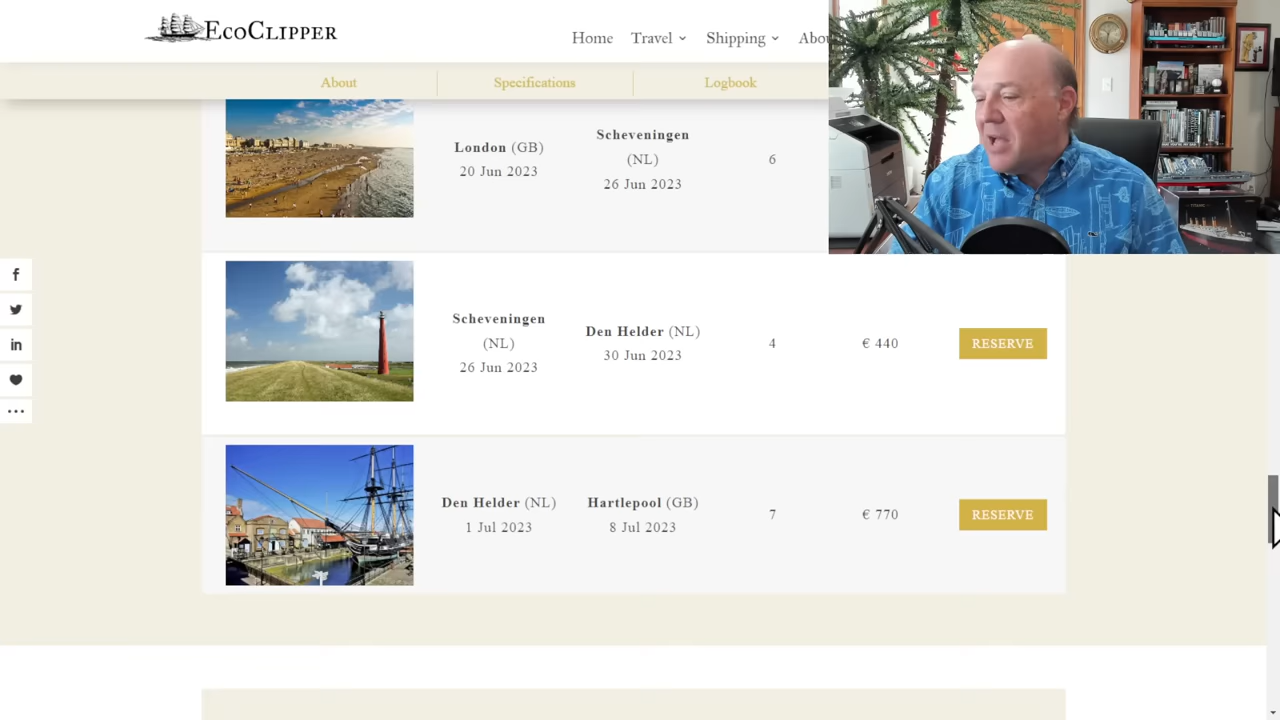 EcoClipper
Home Travel Shipping
About Specifications Logbook
London (GB)
20 Jun 2023
Scheveningen
(NL)
26 Jun 2023
6
Scheveningen
(NL)
26 Jun 2023
Den Helder (NL)
30 Jun 2023
4
€ 440
RESERVE
Den Helder (NL)
1 Jul 2023
Hartlepool (GB)
8 Jul 2023
7
€ 770
RESERVE
TITANIC